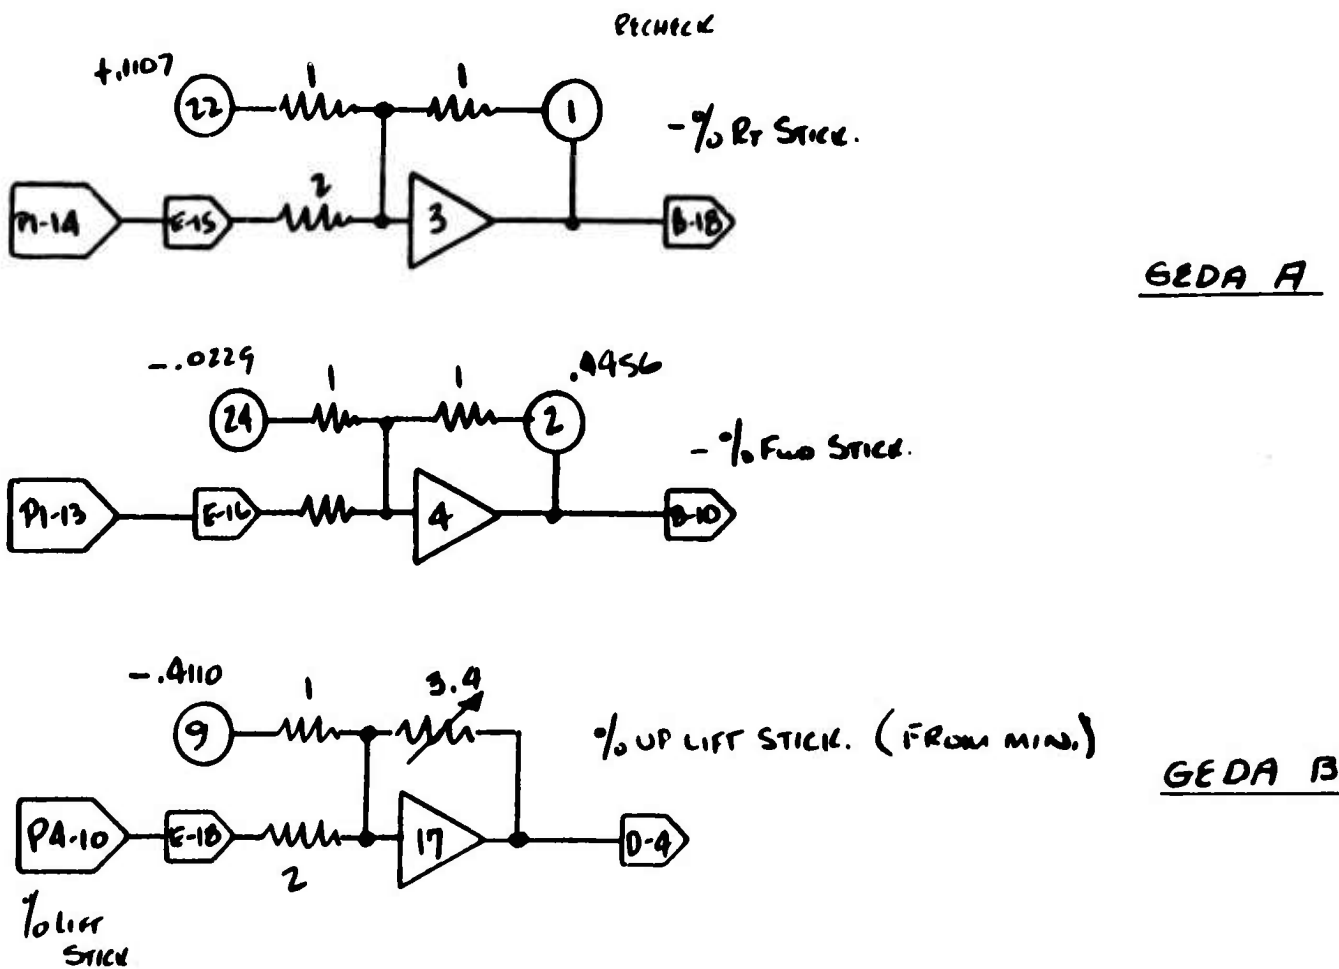 RECHECK
+.1107
22
1
1
1
-% RT STICK.
P1-14
E-15
2
3
B-18
GEDA A
-.0229
24
1
1
2
.4456
-% FWD STICK.
P1-13
E-16
4
B-10
-.4110
9
1
3.4
% UP LIFT STICK. (FROM MIN.)
GEDA B
P4-10
E-18
2
17
D-4
% LIFT
STICK